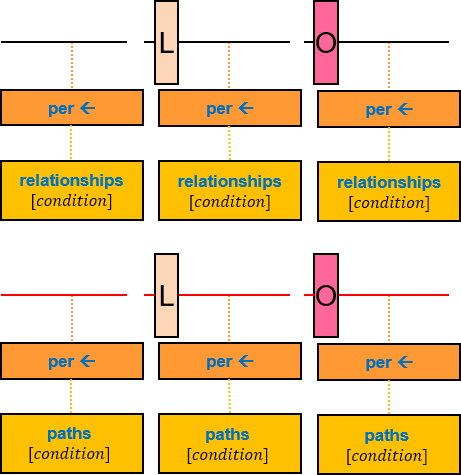 L O
per ← per ← per ←
relationships relationships relationships
[condition] [condition] [condition]
L O
per ← per ← per ←
paths paths paths
[condition] [condition] [condition]